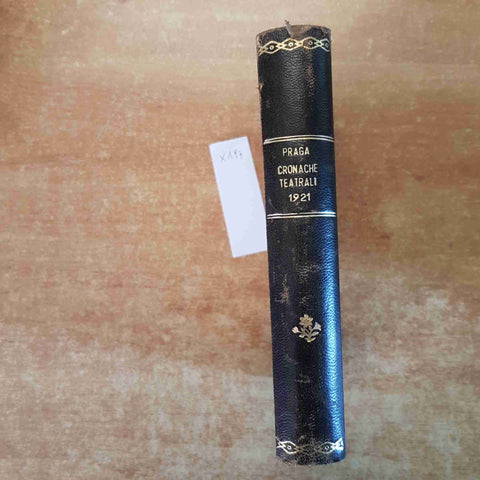 PRAGA
CRONACHE
TEATRALI
1921